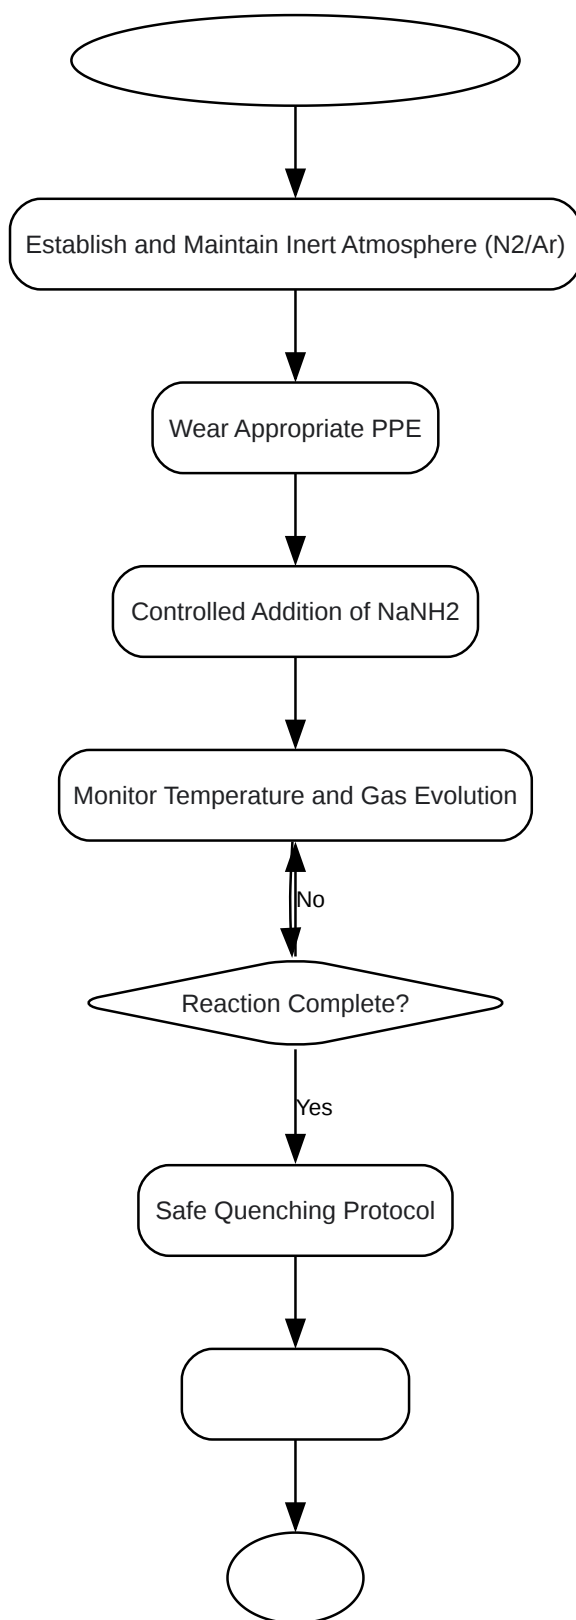 Establish and Maintain Inert Atmosphere (N2/Ar)
Wear Appropriate PPE
Controlled Addition of NaNH2
Monitor Temperature and Gas Evolution
No
Reaction Complete?
Yes
Safe Quenching Protocol